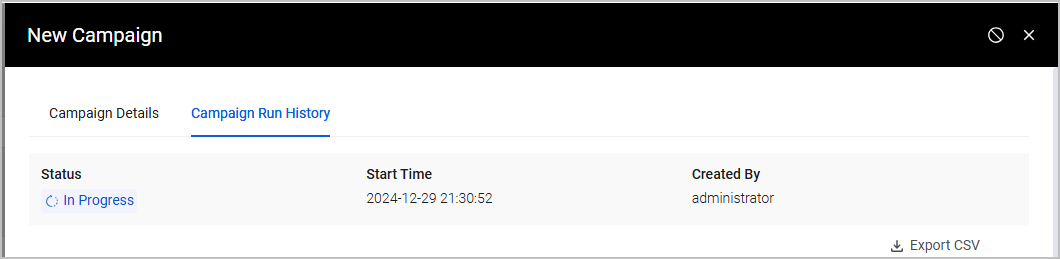 New Campaign
Campaign Details Campaign Run History
Status Start Time Created By
In Progress 2024-12-29 21:30:52 administrator
Export CSV